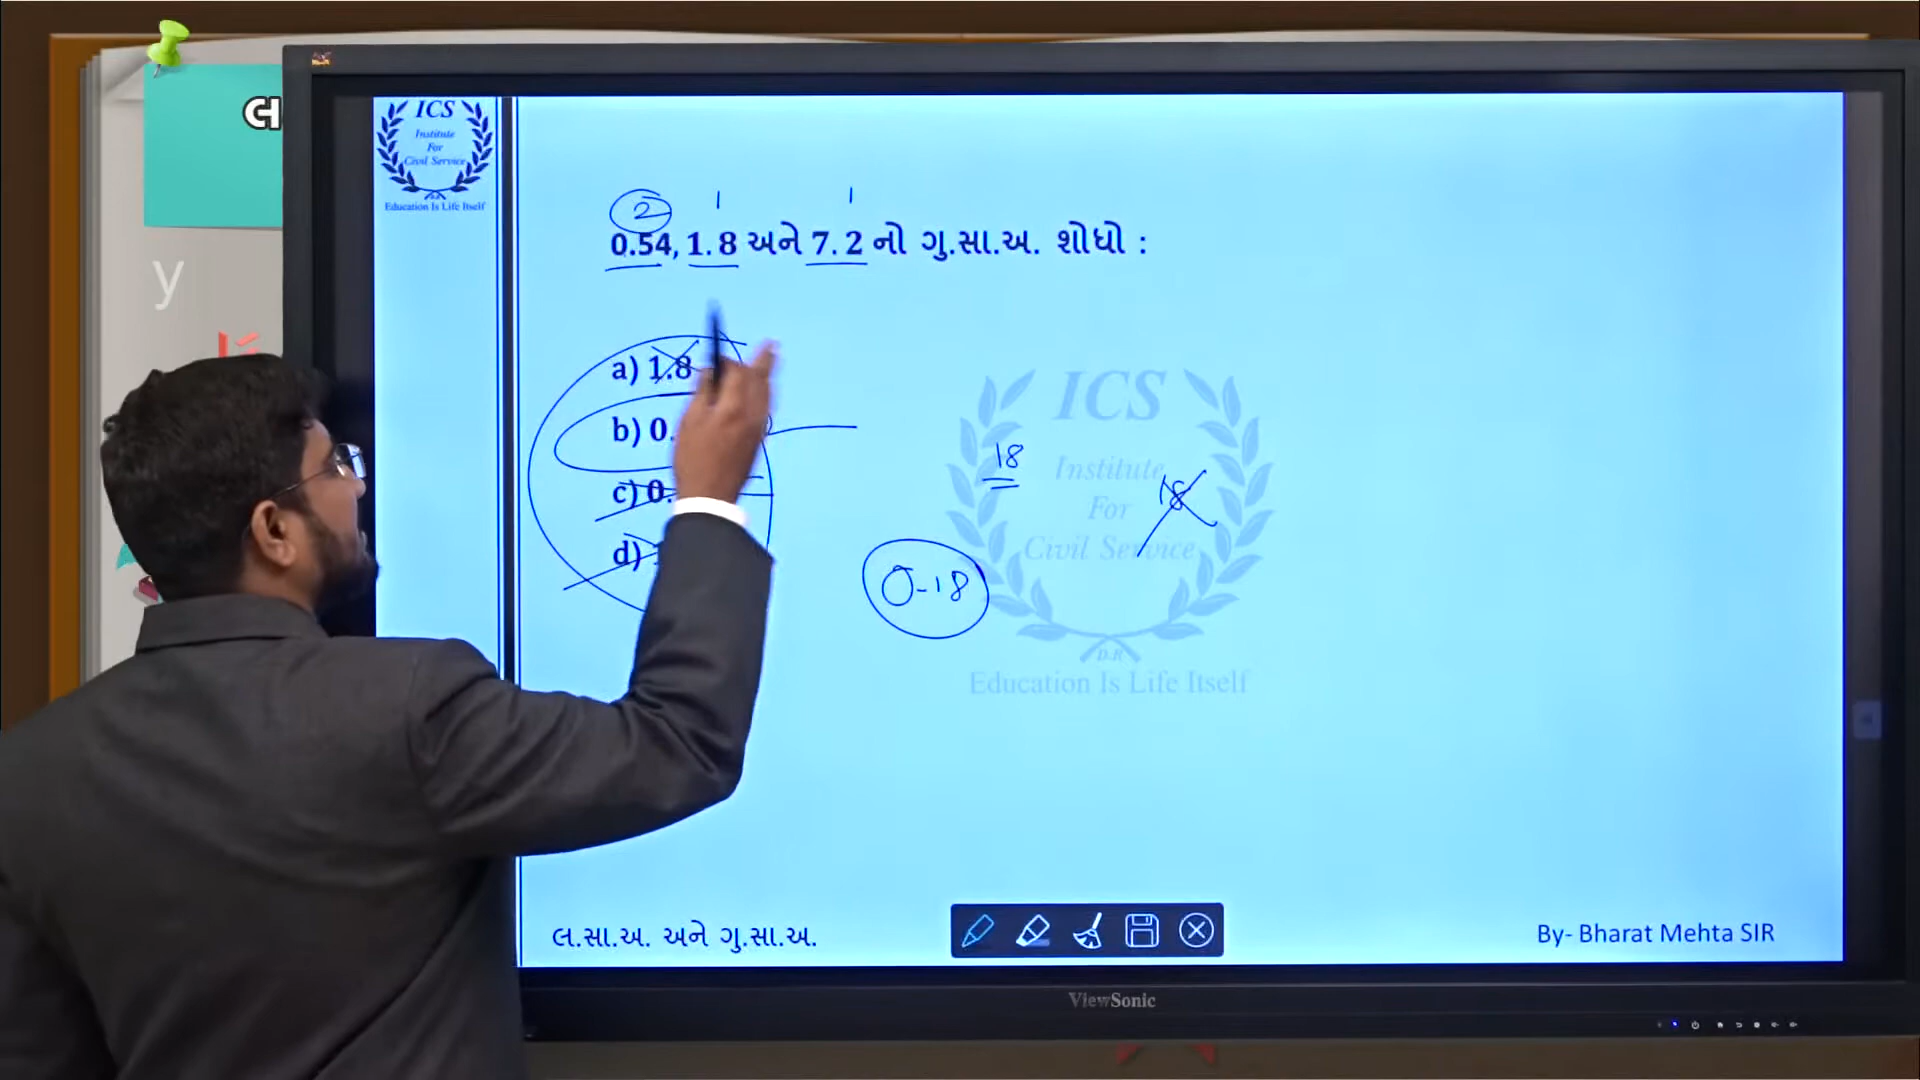 લ
y
ICS
Institute
For
Civil Service
D.R
Education Is Life Itself
2 1 1
0.54, 1. 8 અને 7. 2 નો ગુ.સા.અ. શોધો :
a) 1.8
b) 0.
c) 0.
d)
18
18
0-18
ICS
Institute
For
Civil Service
D.R
Education Is Life Itself
લ.સા.અ. અને ગુ.સા.અ.
By- Bharat Mehta SIR
ViewSonic